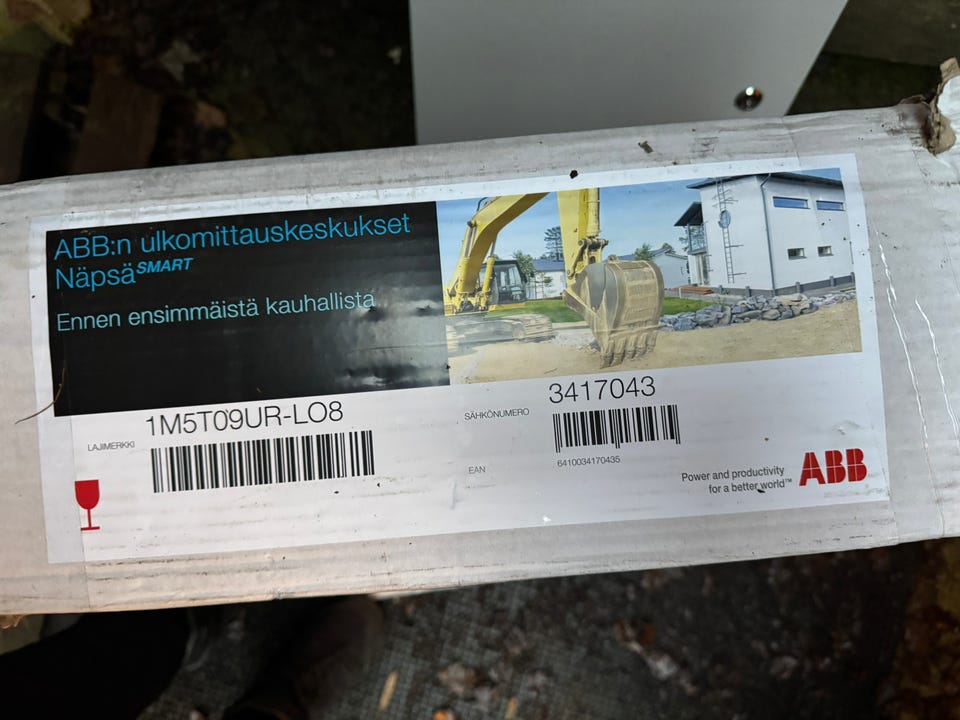 ABB:n ulkomittauskeskukset
NäpsäSMART
Ennen ensimmäistä kauhallista
LAJIMERKKI 1M5T09UR-LO8
SÄHKÖNUMERO 3417043
EAN 6410034170435
Power and productivity
for a better world™
ABB